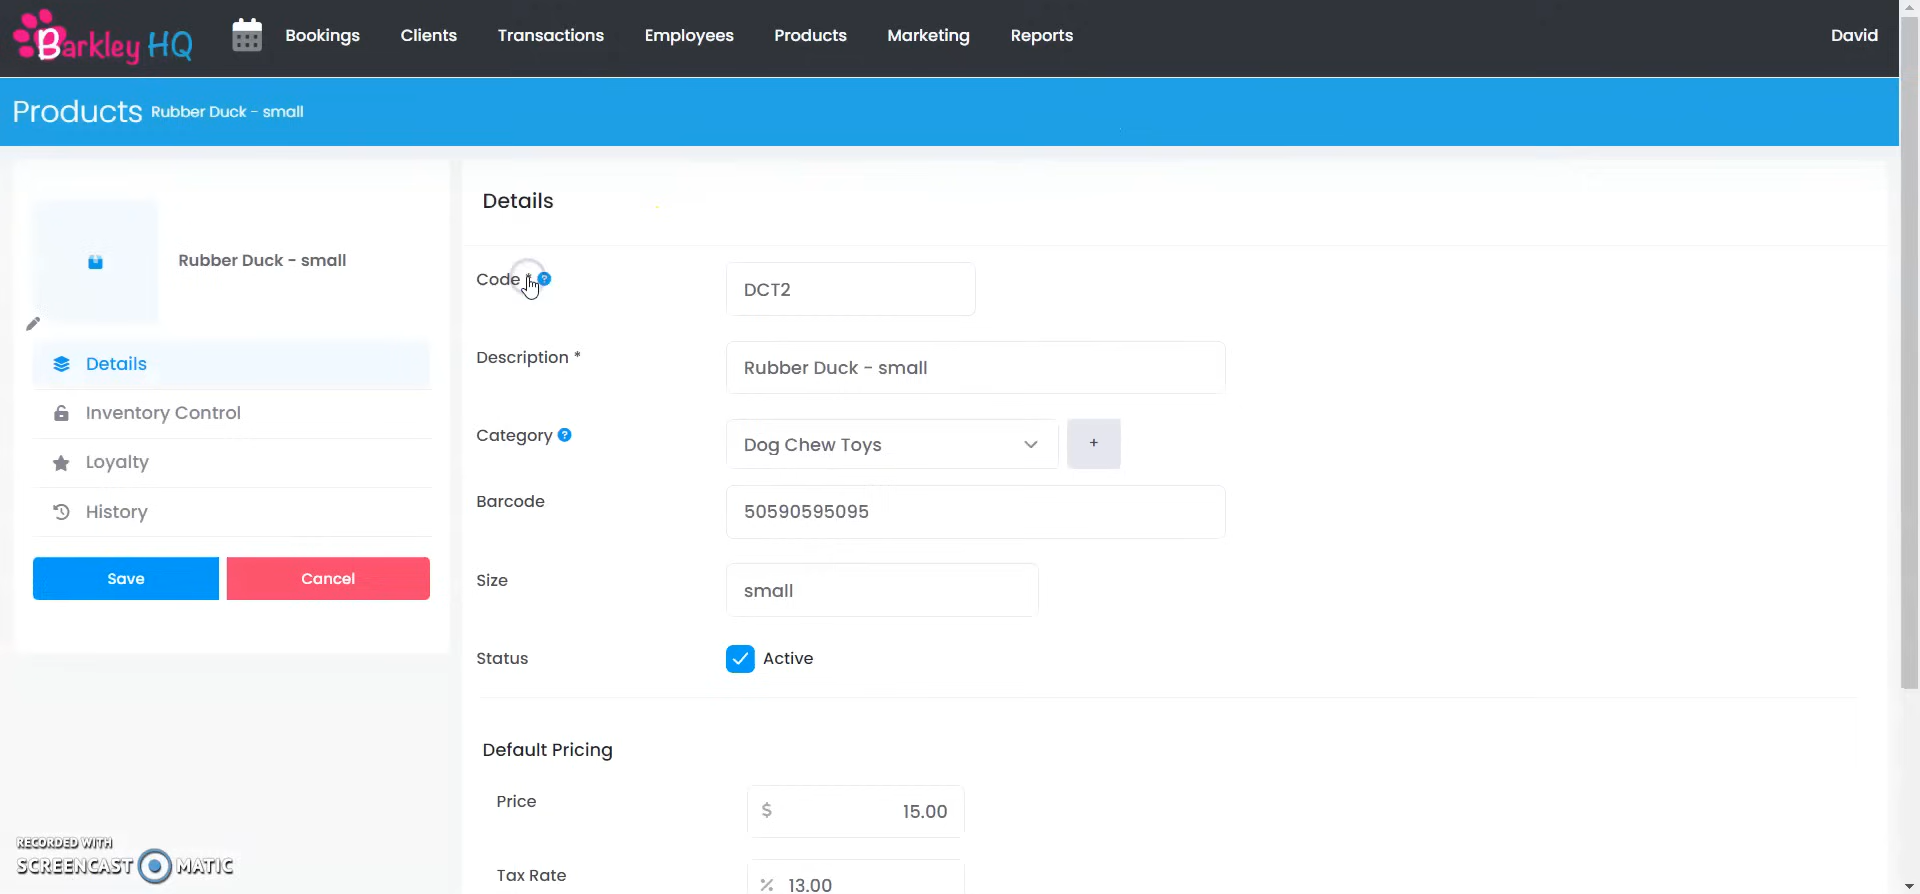 Barkley HQ
Bookings Clients Transactions Employees Products Marketing Reports David
Products Rubber Duck - small
Rubber Duck - small
Details
Inventory Control
Loyalty
History
Save Cancel
Details
Code * ?
DCT2
Description *
Rubber Duck - small
Category ?
Dog Chew Toys
+
Barcode
50590595095
Size
small
Status
Active
Default Pricing
Price
$ 15.00
Tax Rate
% 13.00
RECORDED WITH
SCREENCAST MATIC